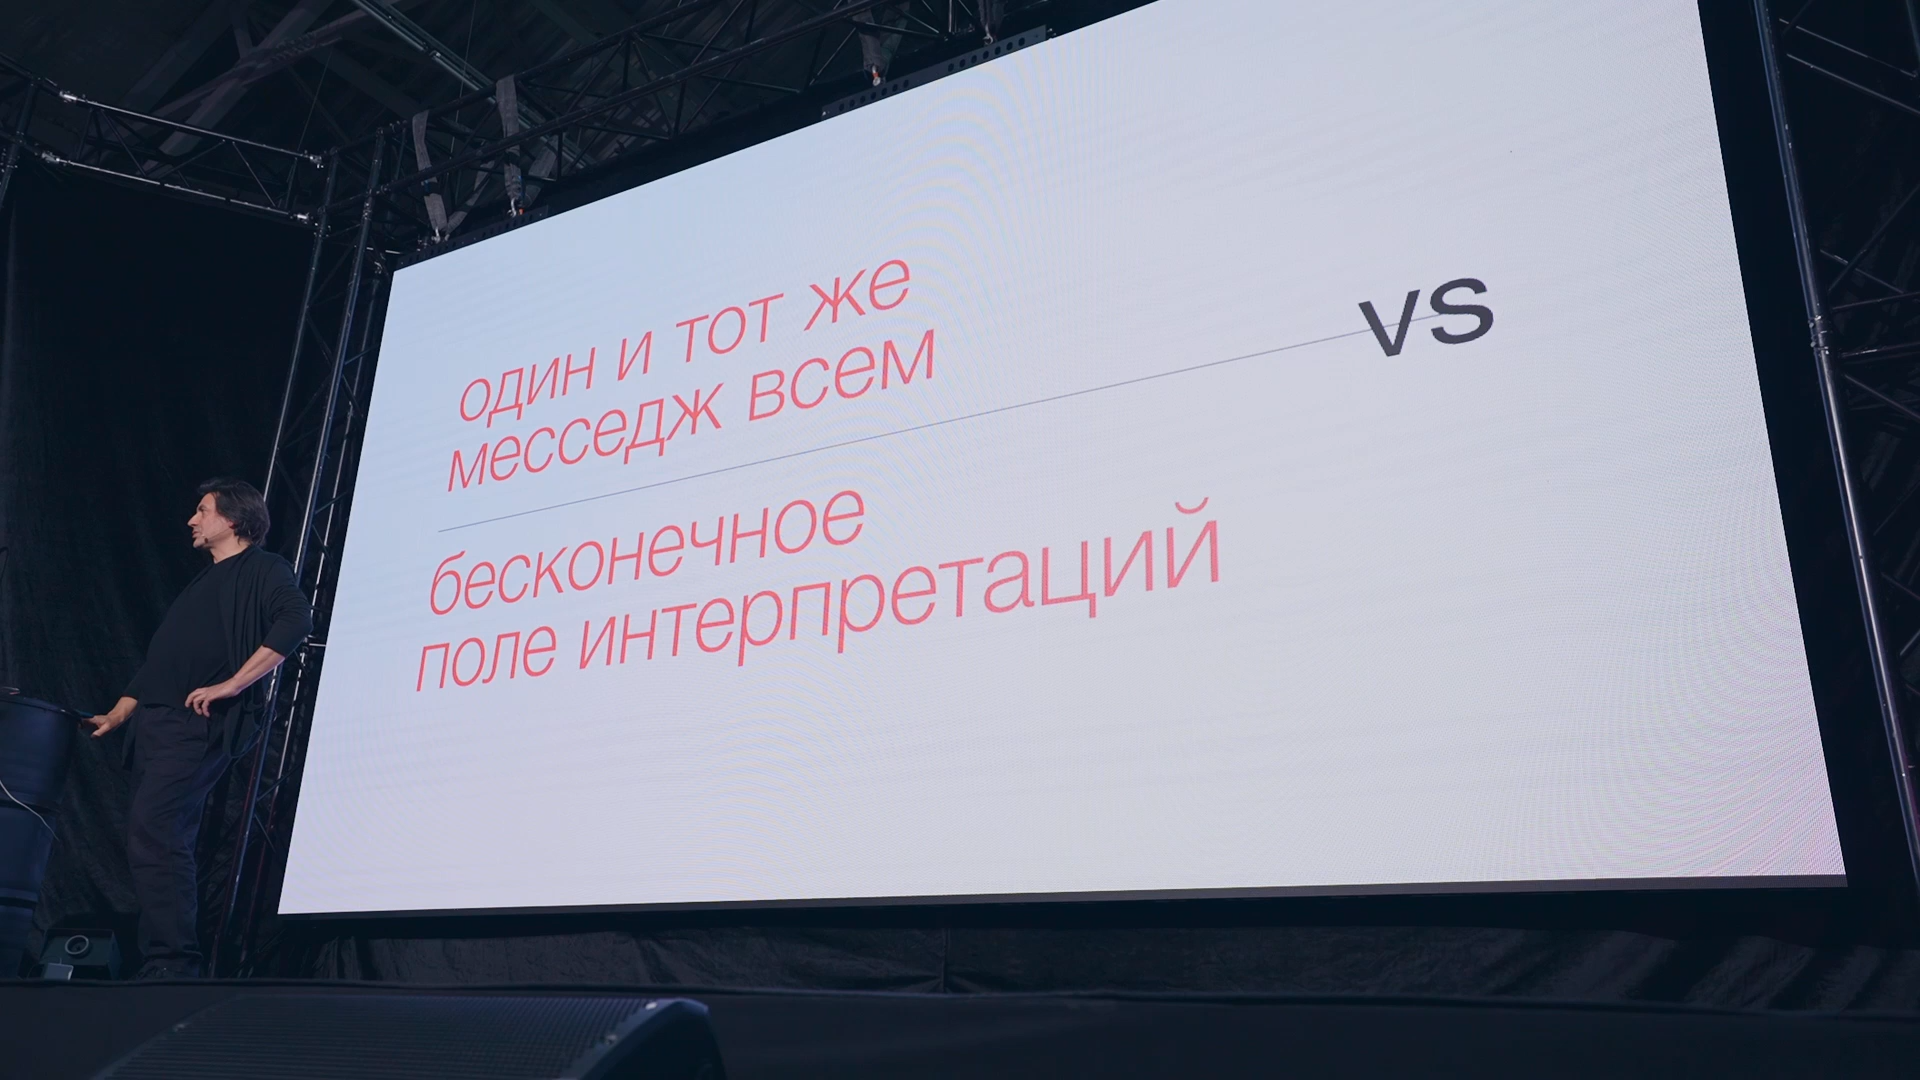 один и тот же
месседж всем
vs
бесконечное
поле интерпретаций